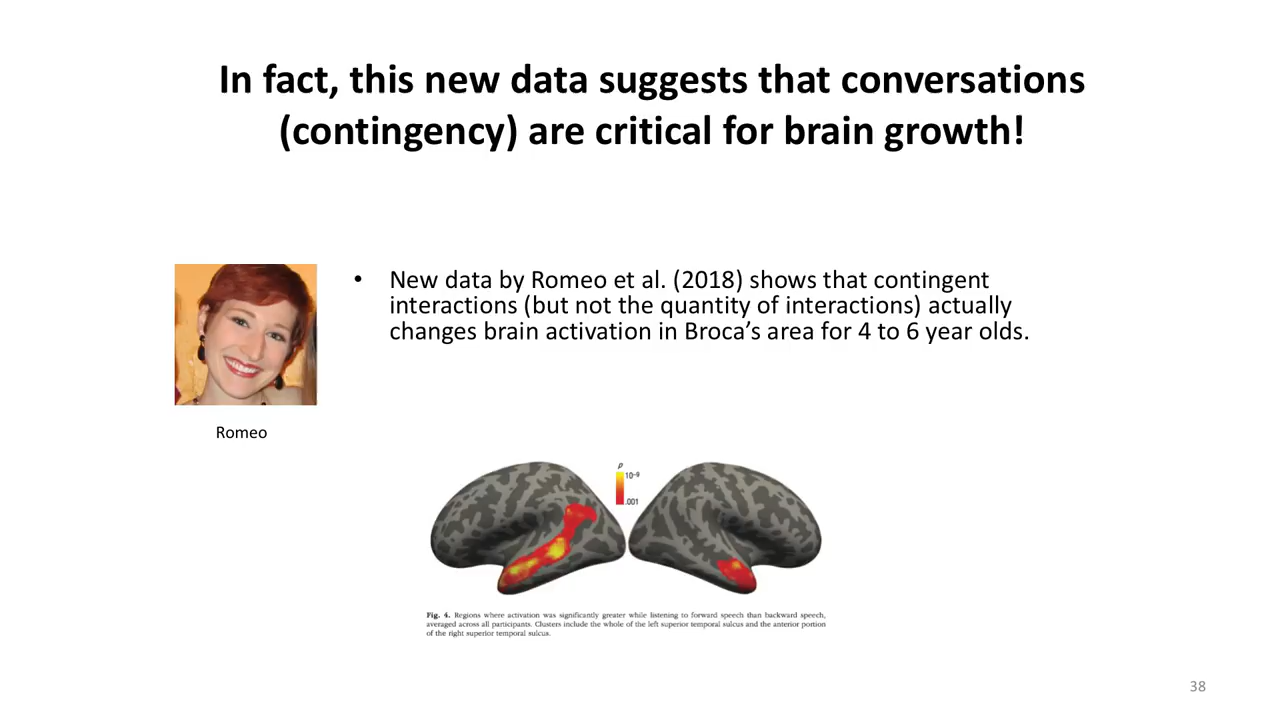 In fact, this new data suggests that conversations
(contingency) are critical for brain growth!
• New data by Romeo et al. (2018) shows that contingent
interactions (but not the quantity of interactions) actually
changes brain activation in Broca’s area for 4 to 6 year olds.
Romeo
p
10⁻⁹
.001
Fig. 4. Regions where activation was significantly greater while listening to forward speech than backward speech,
averaged across all participants. Clusters include the whole of the left superior temporal sulcus and the anterior portion
of the right superior temporal sulcus.
38